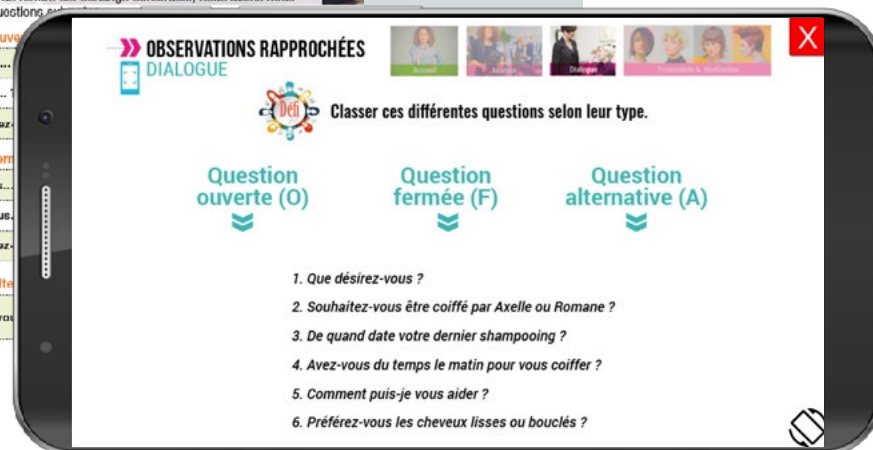 uestions
OBSERVATIONS RAPPROCHÉES
DIALOGUE
Accueil
Dialogue
X
Défi
Classer ces différentes questions selon leur type.
Question
ouverte (O)
Question
fermée (F)
Question
alternative (A)
1. Que désirez-vous ?
2. Souhaitez-vous être coiffé par Axelle ou Romane ?
3. De quand date votre dernier shampooing ?
4. Avez-vous du temps le matin pour vous coiffer ?
5. Comment puis-je vous aider ?
6. Préférez-vous les cheveux lisses ou bouclés ?